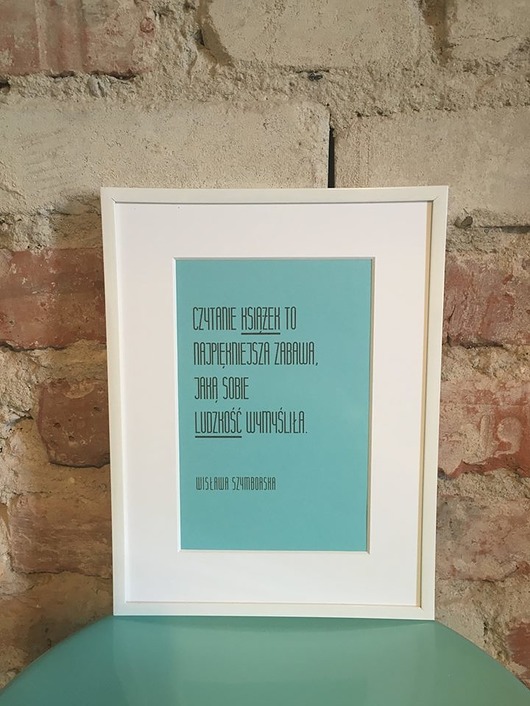 CZYTANIE KSIĄŻEK TO
NAJPIĘKNIEJSZA ZABAWA,
JAKĄ SOBIE
LUDZKOŚĆ WYMYŚLIŁA.
WISŁAWA SZYMBORSKA